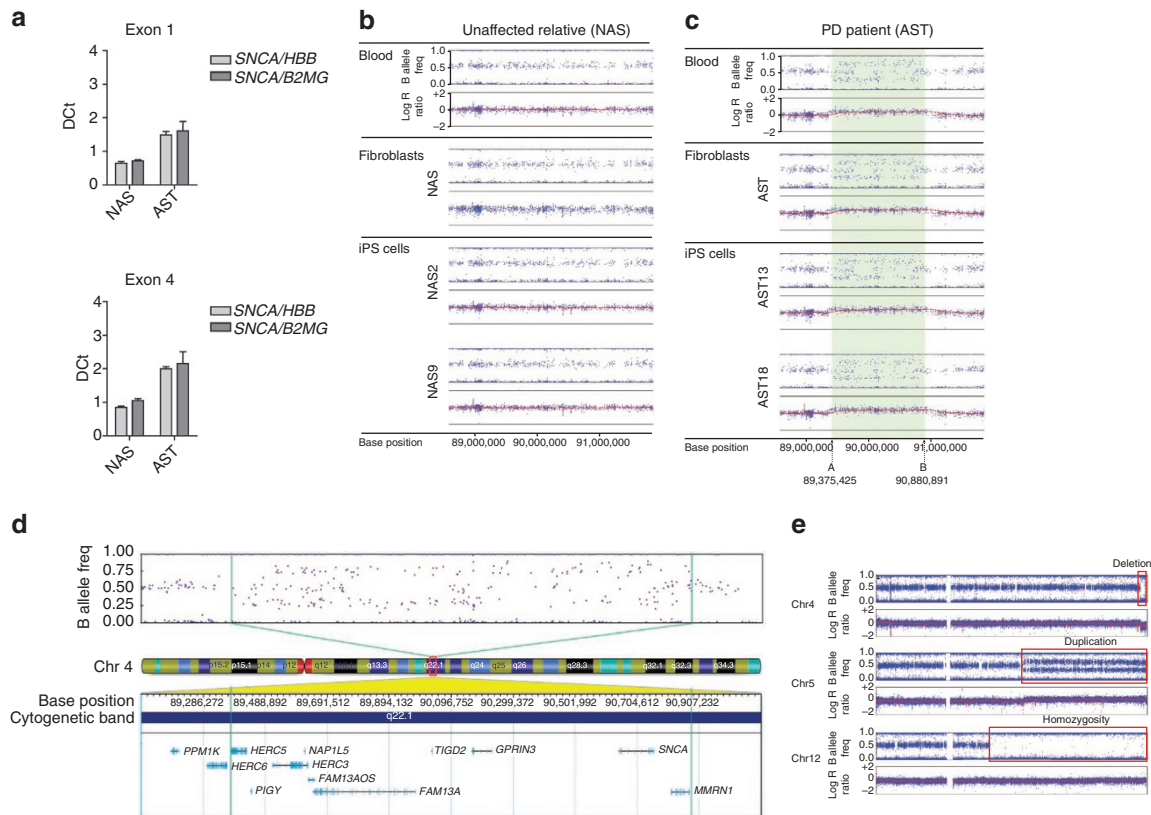 a
Exon 1
4
3
2
1
0
DCt
SNCA/HBB
SNCA/B2MG
NAS
AST
Exon 4
4
3
2
1
0
DCt
SNCA/HBB
SNCA/B2MG
NAS
AST
b
Unaffected relative (NAS)
Blood
B allele freq
1.0
0.5
0.0
Log R ratio
+2
0
−2
Fibroblasts
NAS
iPS cells
NAS2
NAS9
Base position
89,000,000 90,000,000 91,000,000
c
PD patient (AST)
Blood
B allele freq
1.0
0.5
0.0
Log R ratio
+2
0
−2
Fibroblasts
AST
iPS cells
AST13
AST18
Base position
89,000,000 90,000,000 91,000,000
A B
89,375,425 90,880,891
d
B allele freq
1.00
0.75
0.50
0.25
0.00
Chr 4
p15.2 p15.1 p14 p12 q12 q13.3 q22.1 q24 q25 q26 q28.3 q32.1 q32.3 q34.3
Base position
89,286,272 89,488,892 89,691,512 89,894,132 90,096,752 90,299,372 90,501,992 90,704,612 90,907,232
Cytogenetic band
q22.1
PPM1K HERC5 NAP1L5 TIGD2 GPRIN3 SNCA
HERC6 HERC3
FAM13AOS
PIGY FAM13A MMRN1
e
Deletion
Chr4
B allele freq
1.0
0.5
0.0
Log R ratio
+2
0
−2
Duplication
Chr5
B allele freq
1.0
0.5
0.0
Log R ratio
+2
0
−2
Homozygosity
Chr12
B allele freq
1.0
0.5
0.0
Log R ratio
+2
0
−2